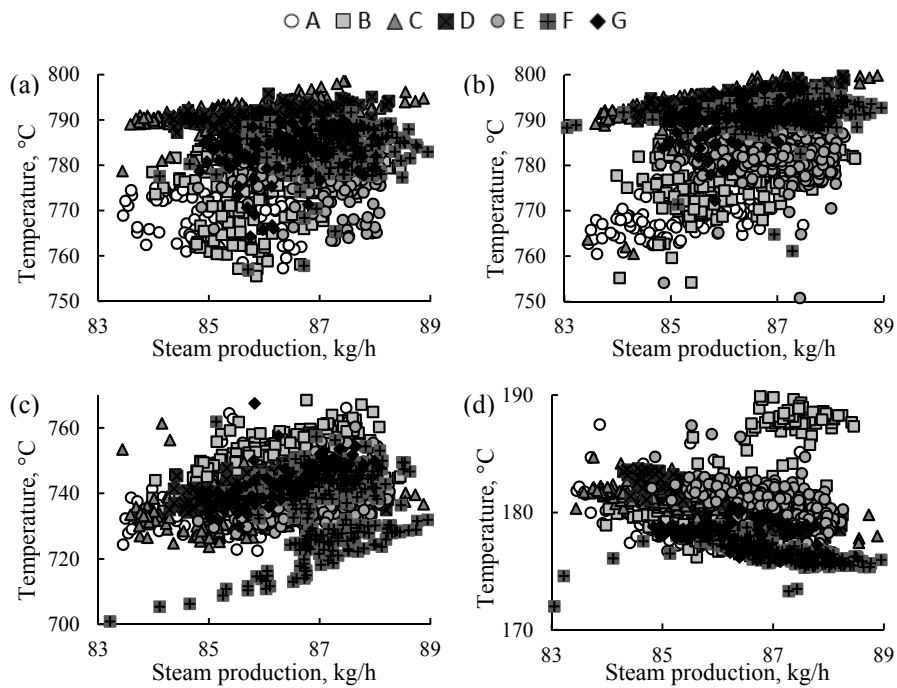 A B C D E F G
(a) (b)
800 800
790 790
780 780
770 770
760 760
750 750
83 85 87 89 83 85 87 89
Temperature, °C Temperature, °C
Steam production, kg/h Steam production, kg/h
(c) (d)
760 190
740
720 180
700 170
83 85 87 89 83 85 87 89
Temperature, °C Temperature, °C
Steam production, kg/h Steam production, kg/h